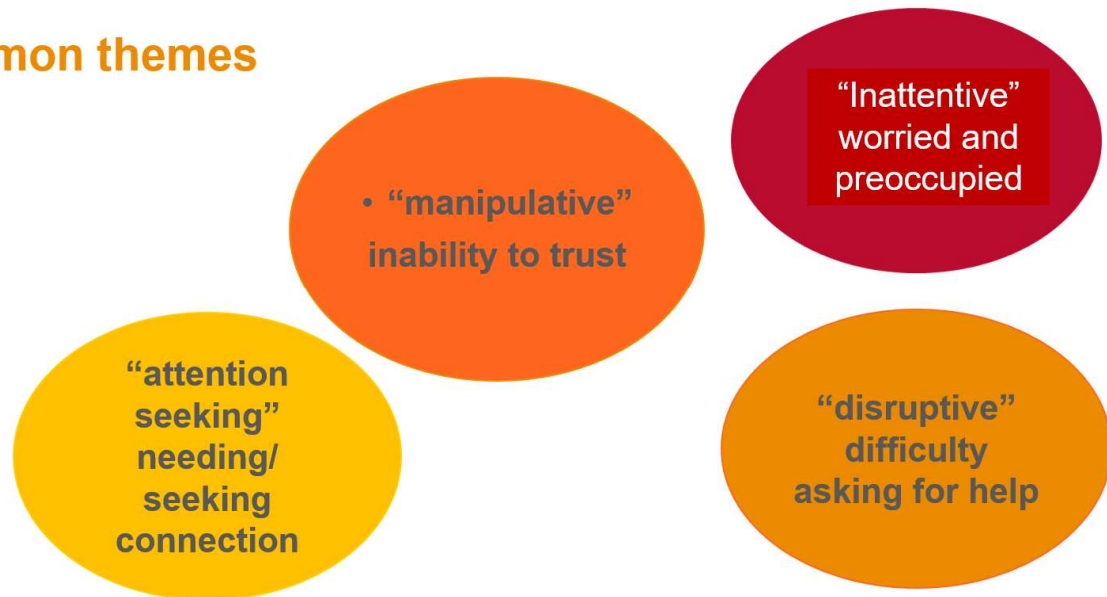 mon themes
“Inattentive”
worried and
preoccupied
• “manipulative”
inability to trust
“attention
seeking”
needing/
seeking
connection
“disruptive”
difficulty
asking for help